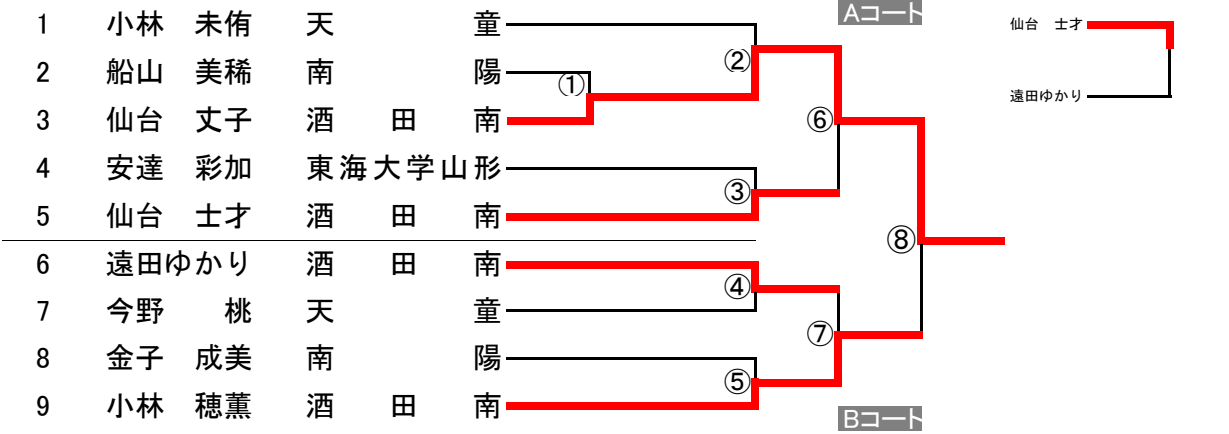 Aコート
1 小林 未侑 天童
仙台 士才
2 船山 美稀 南陽
②
①
遠田ゆかり
3 仙台 丈子 酒田南
⑥
4 安達 彩加 東海大学山形
③
5 仙台 士才 酒田南
⑧
6 遠田ゆかり 酒田南
④
7 今野 桃 天童
⑦
8 金子 成美 南陽
⑤
9 小林 穂薫 酒田南
Bコート